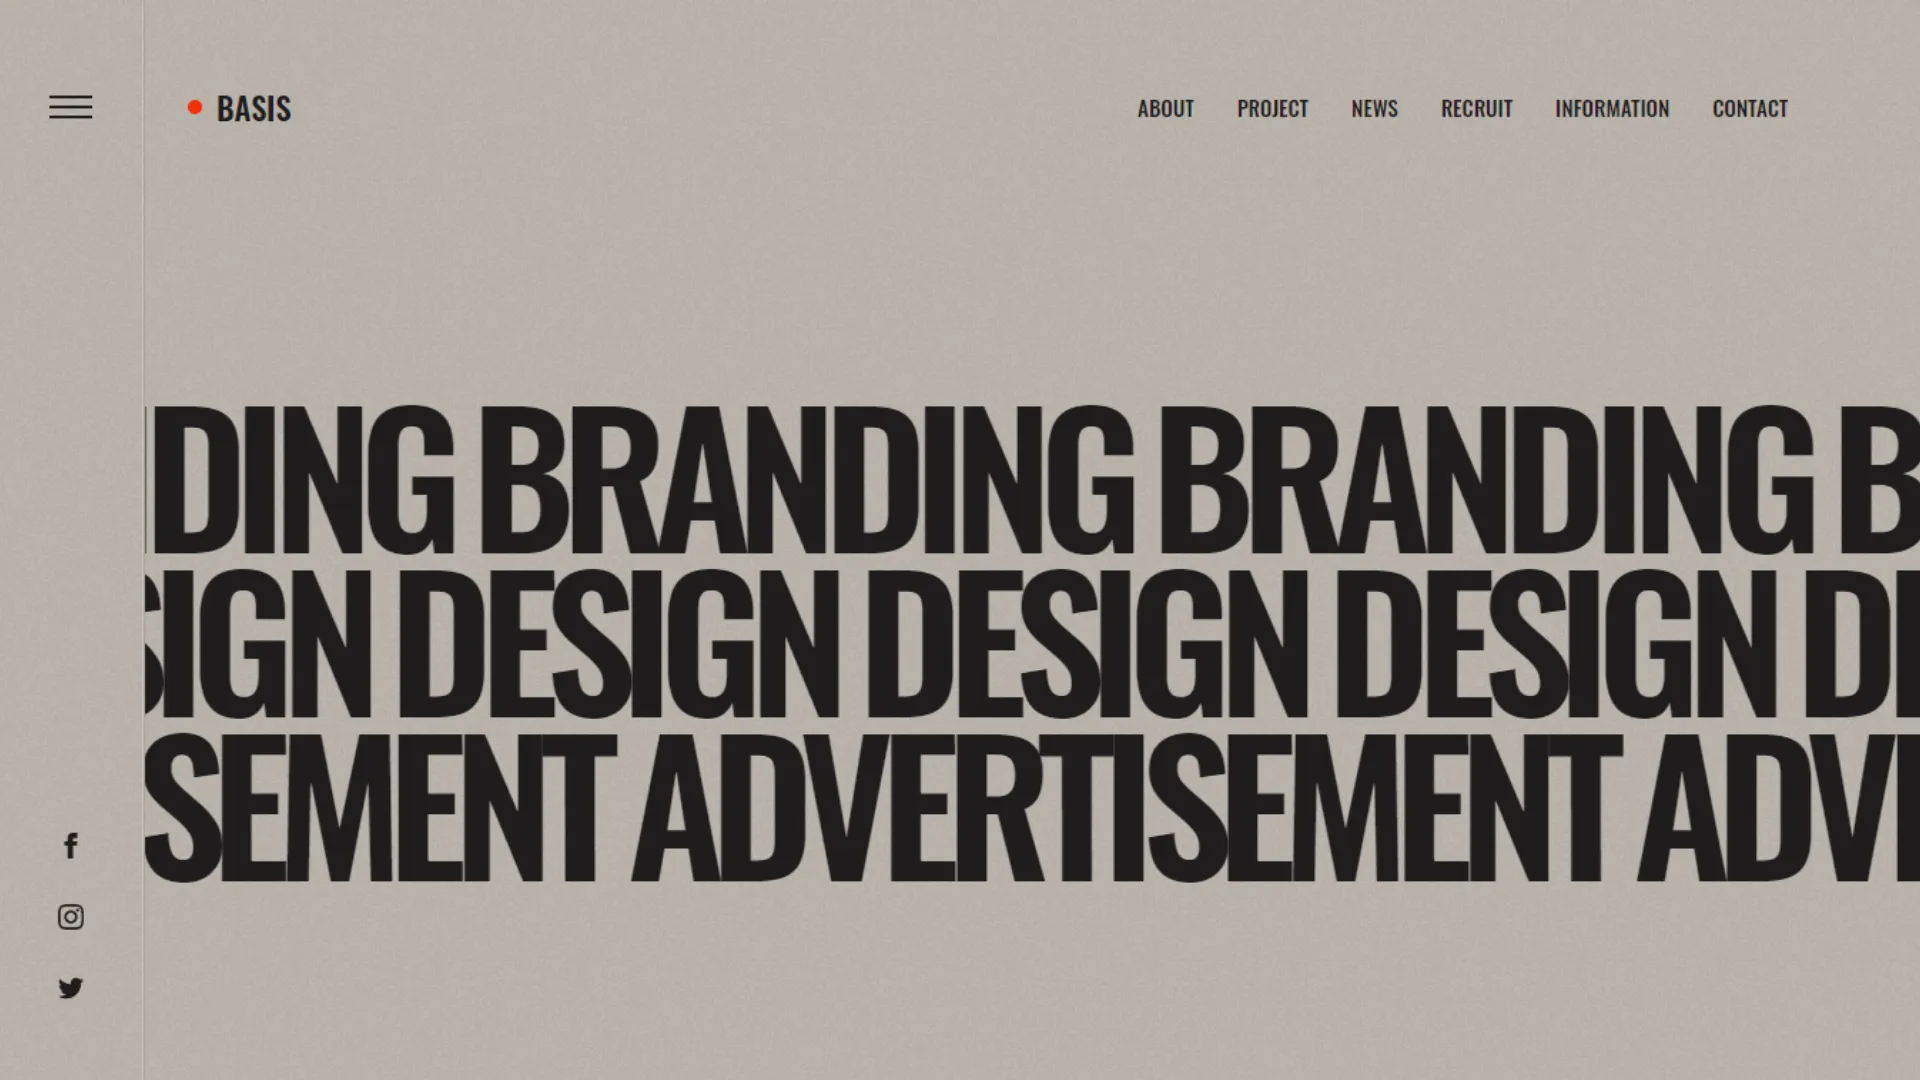 BASIS
ABOUT PROJECT NEWS RECRUIT INFORMATION CONTACT
DING BRANDING BRANDING B
SIGN DESIGN DESIGN DESIGN DE
SEMENT ADVERTISEMENT ADVE